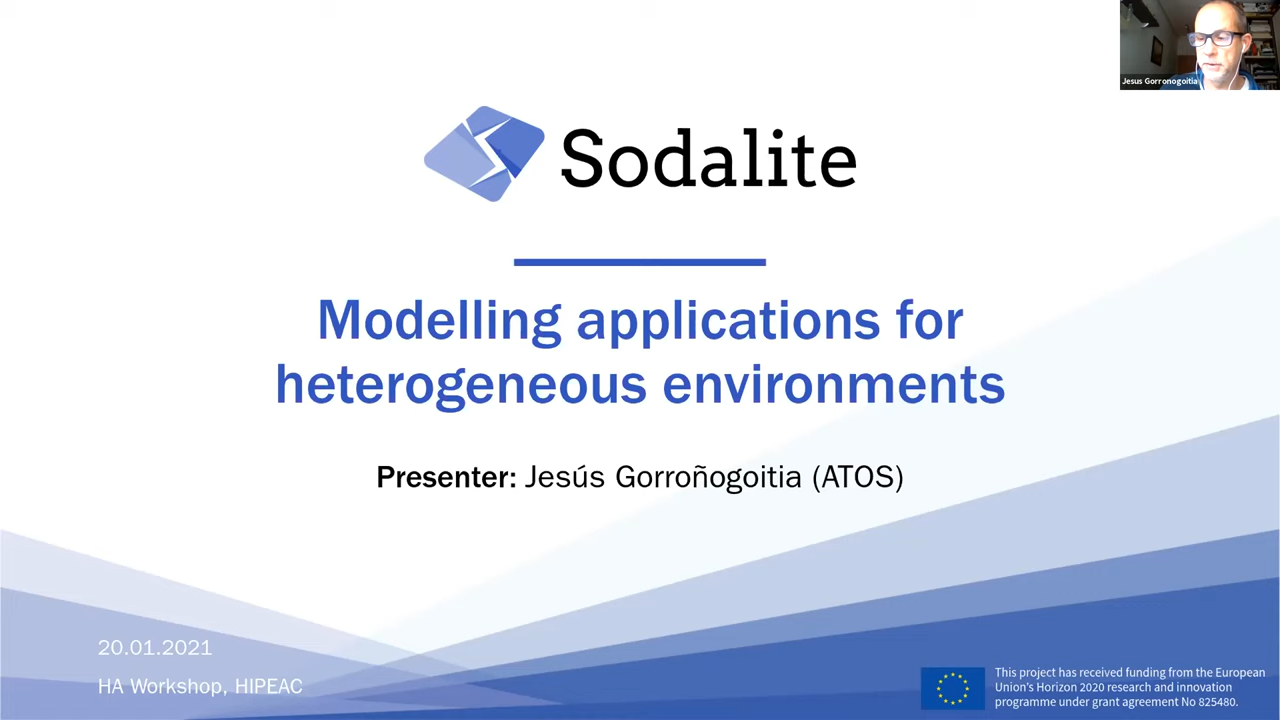 Jesus Gorronogoitia
Sodalite
Modelling applications for
heterogeneous environments
Presenter: Jesús Gorroñogoitia (ATOS)
20.01.2021
HA Workshop, HIPEAC
This project has received funding from the European
Union's Horizon 2020 research and innovation
programme under grant agreement No 825480.